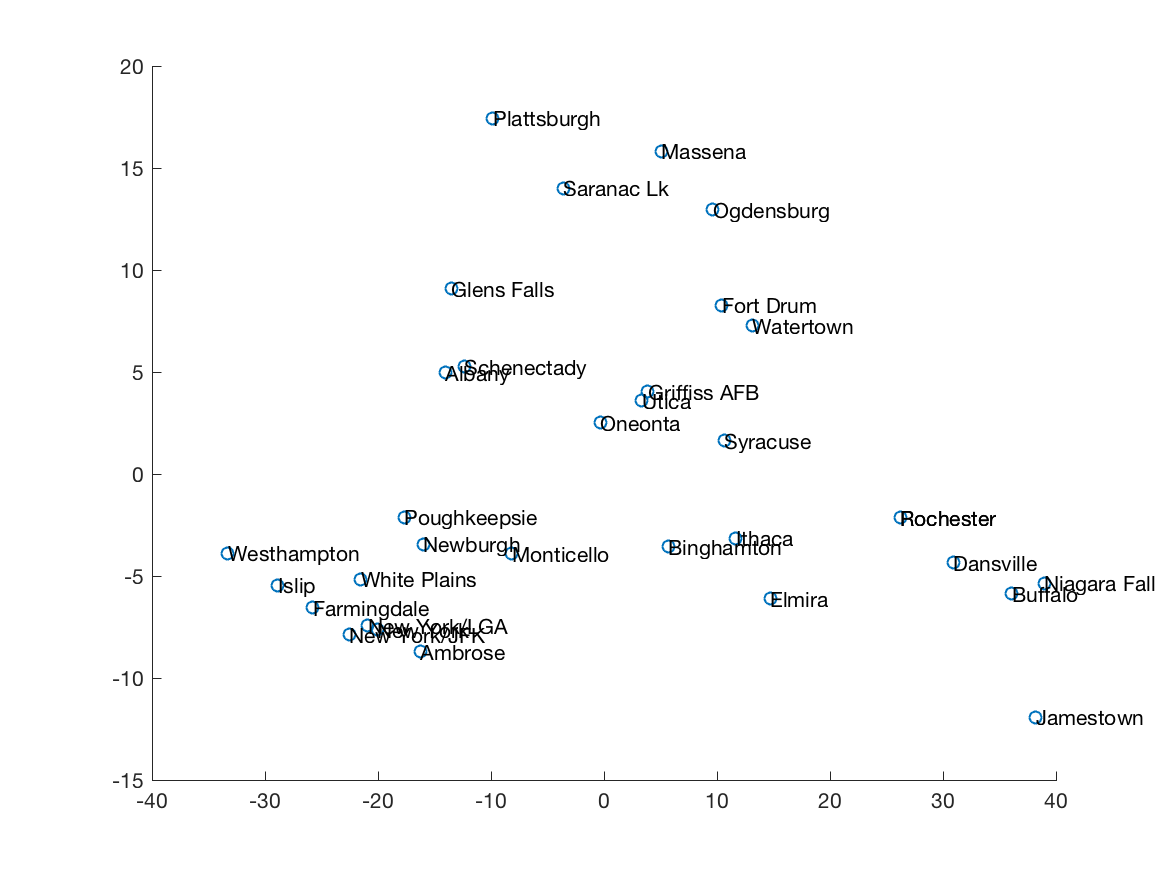 20
Plattsburgh
Massena
15
Saranac Lk
Ogdensburg
10
Glens Falls
Fort Drum
Watertown
5
Schenectady
Albany
Griffiss AFB
Utica
Oneonta
Syracuse
0
Poughkeepsie
Rochester
Newburgh
Monticello
Binghamton
Ithaca
Westhampton
Dansville
-5
White Plains
Islip
Niagara Fall
Buffalo
Elmira
Farmingdale
New York/LGA
New York
New York/JFK
Ambrose
-10
Jamestown
-15
-40 -30 -20 -10 0 10 20 30 40